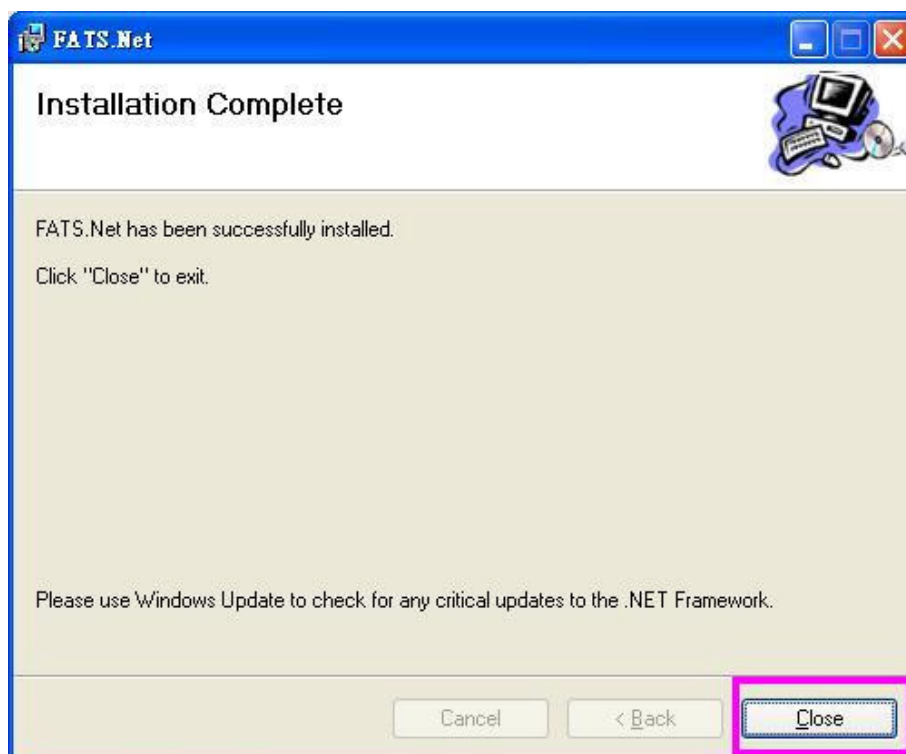 FATS.Net
Installation Complete
FATS.Net has been successfully installed.
Click "Close" to exit.
Please use Windows Update to check for any critical updates to the .NET Framework.
Cancel
< Back
Close